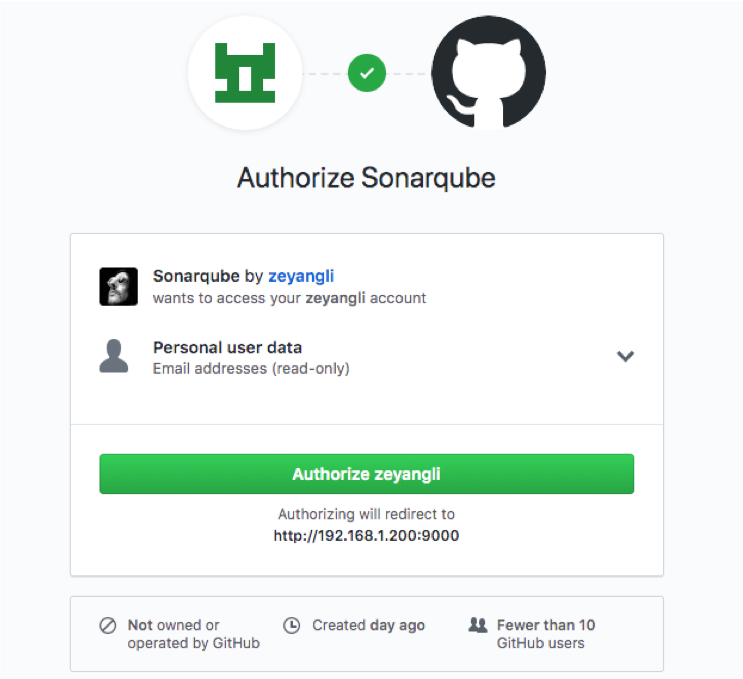 Authorize Sonarqube
Sonarqube by zeyangli
wants to access your zeyangli account
Personal user data
Email addresses (read-only)
Authorize zeyangli
Authorizing will redirect to
http://192.168.1.200:9000
Not owned or
operated by GitHub
Created day ago
Fewer than 10
GitHub users